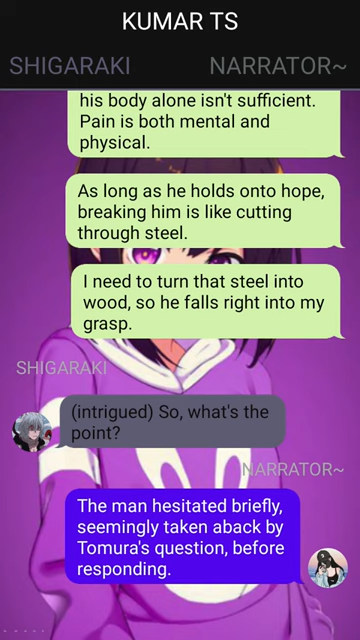 KUMAR TS
SHIGARAKI NARRATOR~
his body alone isn't sufficient.
Pain is both mental and
physical.
As long as he holds onto hope,
breaking him is like cutting
through steel.
I need to turn that steel into
wood, so he falls right into my
grasp.
SHIGARAKI
(intrigued) So, what's the
point?
NARRATOR~
The man hesitated briefly,
seemingly taken aback by
Tomura's question, before
responding.